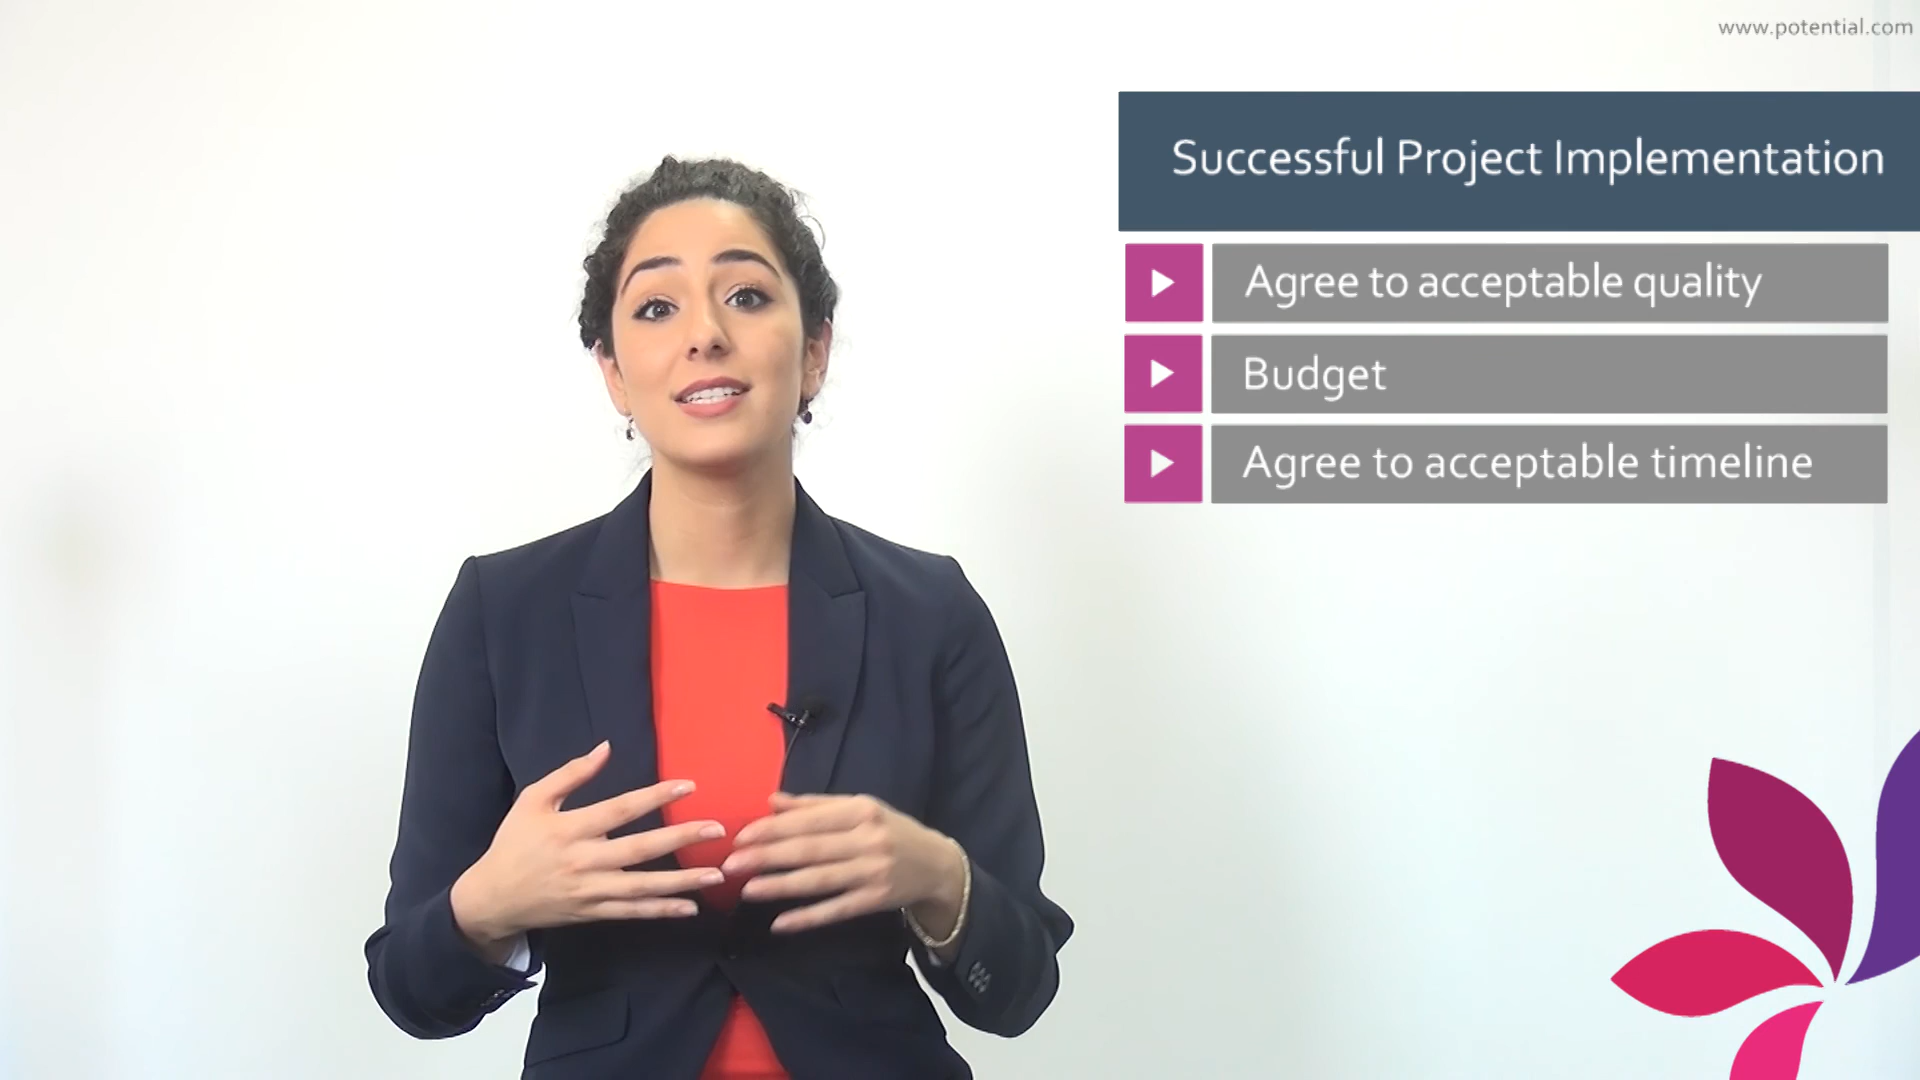 www.potential.com
Successful Project Implementation
Agree to acceptable quality
Budget
Agree to acceptable timeline